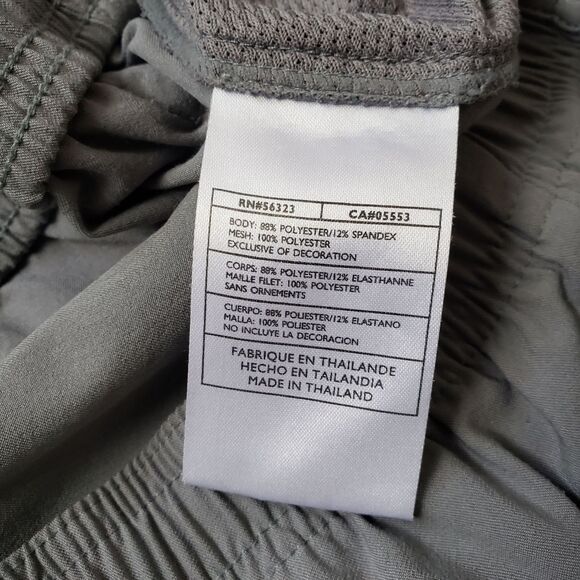 RN#56323 CA#05553
BODY: 88% POLYESTER/12% SPANDEX
MESH: 100% POLYESTER
EXCLUSIVE OF DECORATION
CORPS: 88% POLYESTER/12% ELASTHANNE
MAILLE FILET: 100% POLYESTER
SANS ORNEMENTS
CUERPO: 88% POLIESTER/12% ELASTANO
MALLA: 100% POLIESTER
NO INCLUYE LA DECORACION
FABRIQUE EN THAILANDE
HECHO EN TAILANDIA
MADE IN THAILAND